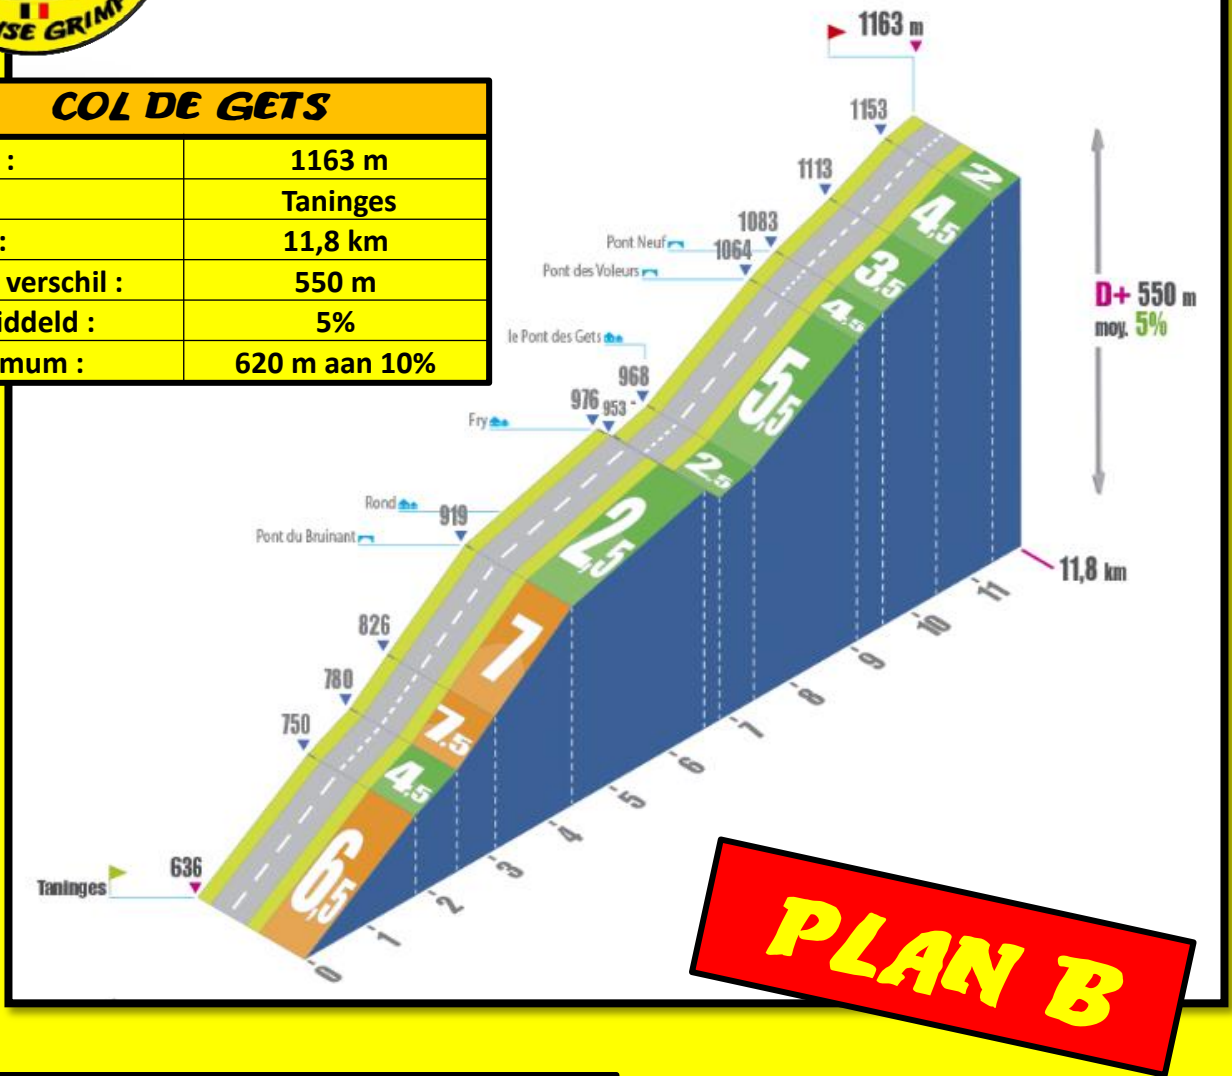 GRIMP
COL DE GETS
: 1163 m
Taninges
: 11,8 km
verschil : 550 m
iddeld : 5%
mum : 620 m aan 10%
1163 m
1153
1113
1083
Pont Neuf
1064
Pont des Voleurs
le Pont des Gets
968
976
953
Fry
Rond
919
Pont du Bruinant
826
780
750
636
Taninges
2
4,5
3,5
4,5
5,5
2,5
2,5
7
7,5
4,5
6,5
D+ 550 m
moy. 5%
11,8 km
0
1
2
3
4
5
6
7
8
9
10
11
PLAN B